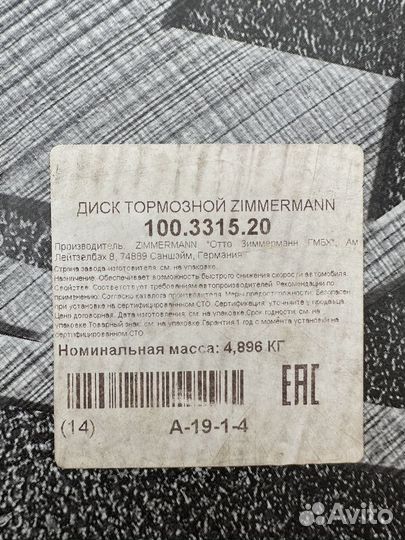 ДИСК ТОРМОЗНОЙ ZIMMERMANN
100.3315.20
Производитель: ZIMMERMANN "Отто Зиммерманн ГМБХ", Ам
Лейтзелбах 8, 74889 Саншэйм, Германия
Страна завода-изготовителя: см. на упаковке.
Назначение: Обеспечивает возможность быстрого снижения скорости автомобиля.
Свойства: Соответствует требованиям автопроизводителей. Рекомендации по
применению: Согласно каталога производителя. Меры предосторожности: Безопасен
при установке на сертифицированном СТО. Сертификация: уточните у продавца.
Цена: договорная. Дата изготовления: см. на упаковке. Срок годности: см. на
упаковке. Товарный знак: см. на упаковке. Гарантия: 1 год с момента установки на
сертифицированном СТО.
Номинальная масса: 4,896 КГ
EAC
(14) А-19-1-4
Avito